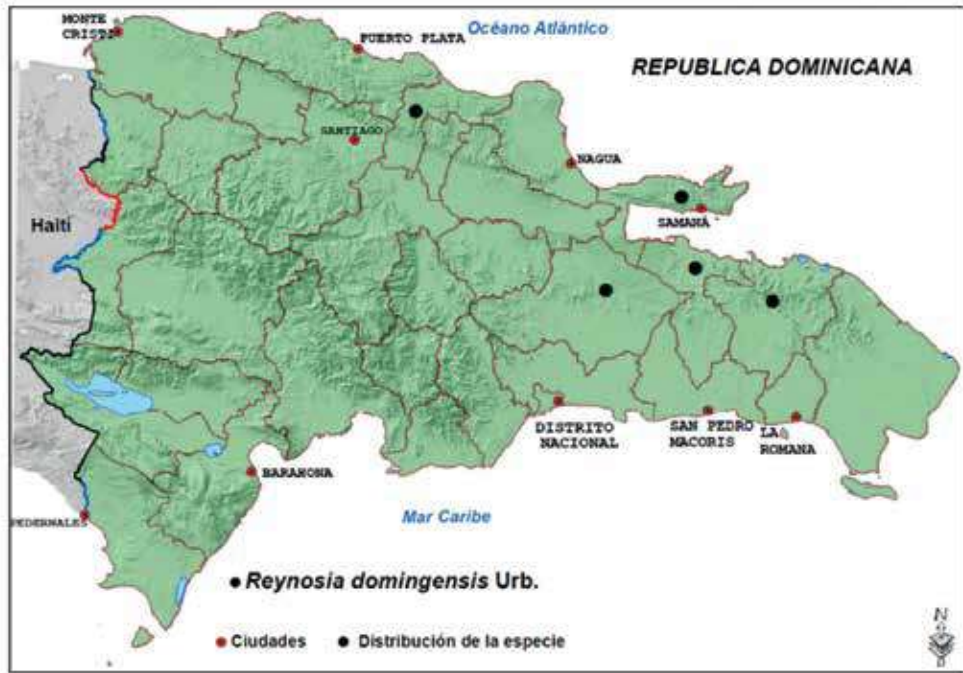 MONTE
CRISTI
PUERTO PLATA
Océano Atlántico
REPUBLICA DOMINICANA
SANTIAGO
NAGUA
Haití
SAMANÁ
DISTRITO
NACIONAL
SAN PEDRO
MACORIS
LA
ROMANA
BARAHONA
PEDERNALES
Mar Caribe
Reynosia domingensis Urb.
Ciudades
Distribución de la especie
N